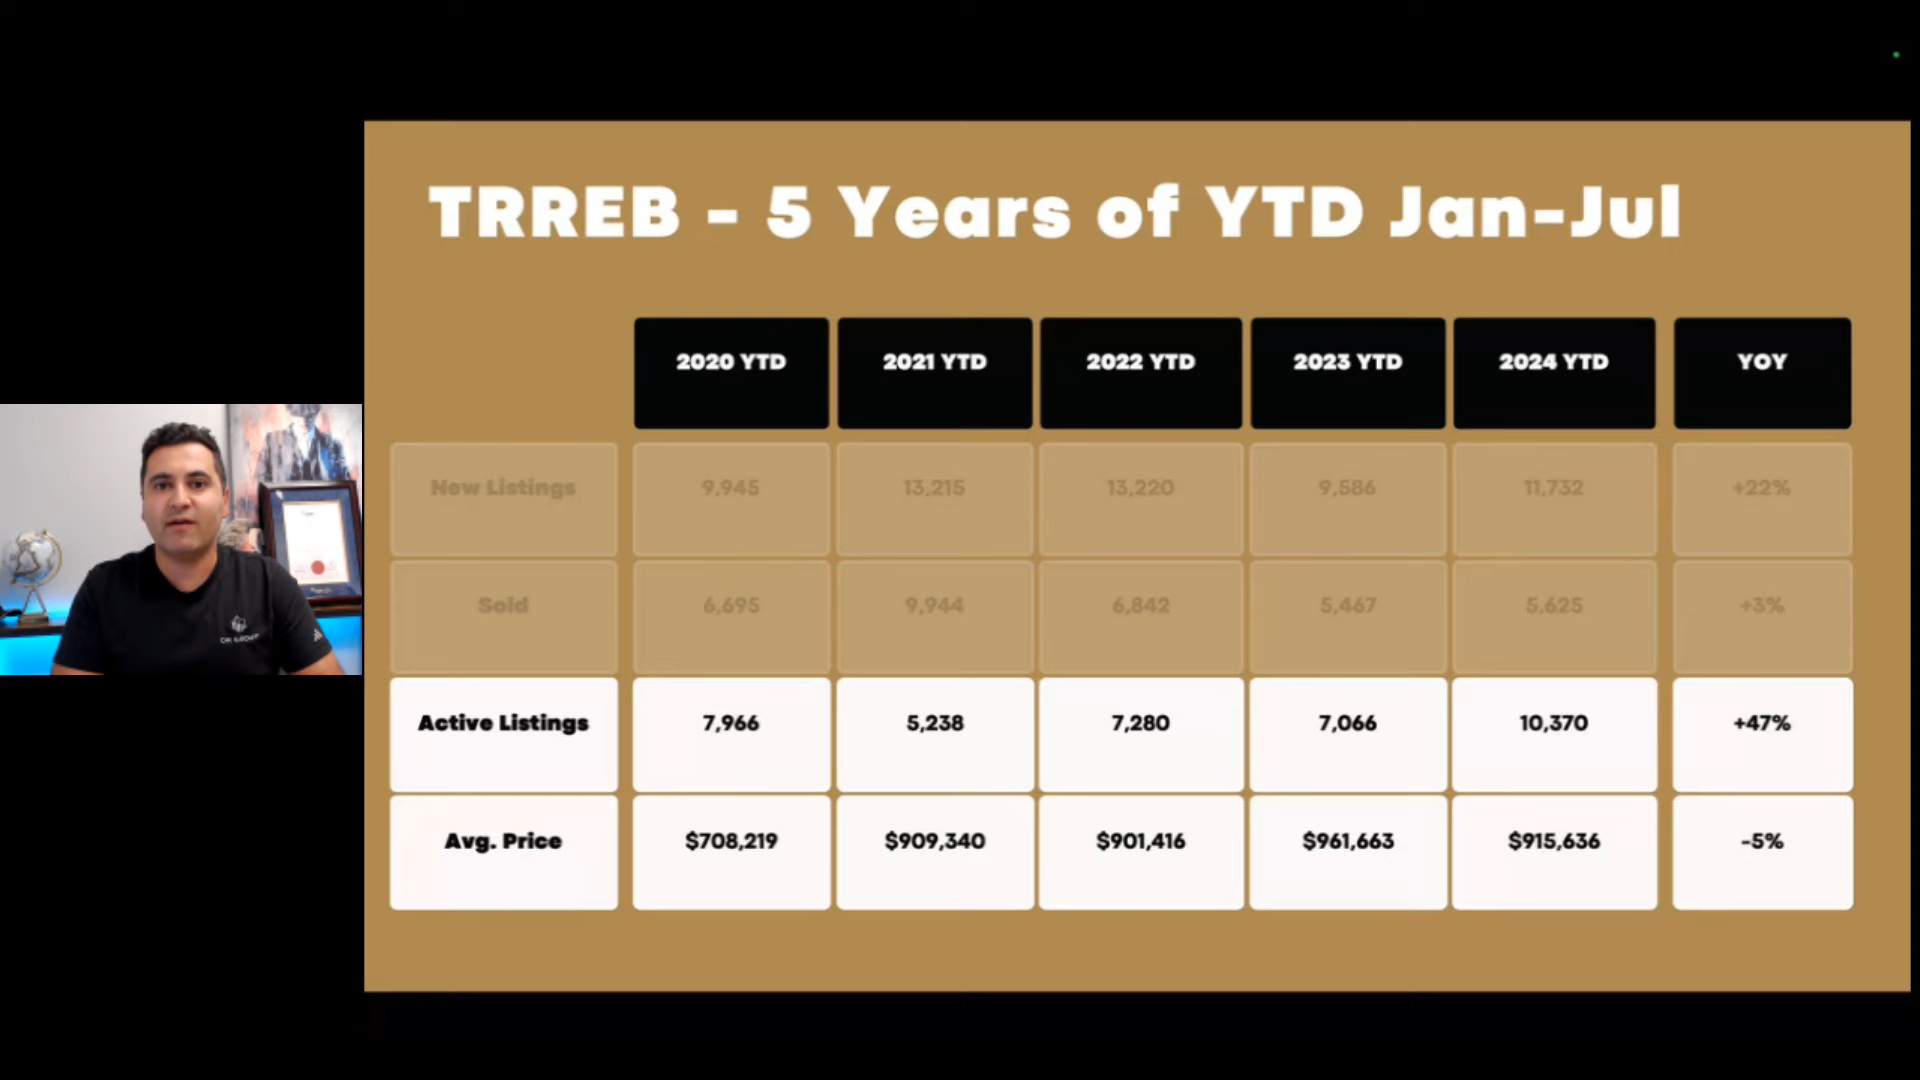 TRREB - 5 Years of YTD Jan-Jul
2020 YTD 2021 YTD 2022 YTD 2023 YTD 2024 YTD YOY
New Listings 9,945 13,215 13,220 9,586 11,732 +22%
Sold 6,695 9,944 6,842 5,467 5,625 +3%
Active Listings 7,966 5,238 7,280 7,066 10,370 +47%
Avg. Price $708,219 $909,340 $901,416 $961,663 $915,636 -5%